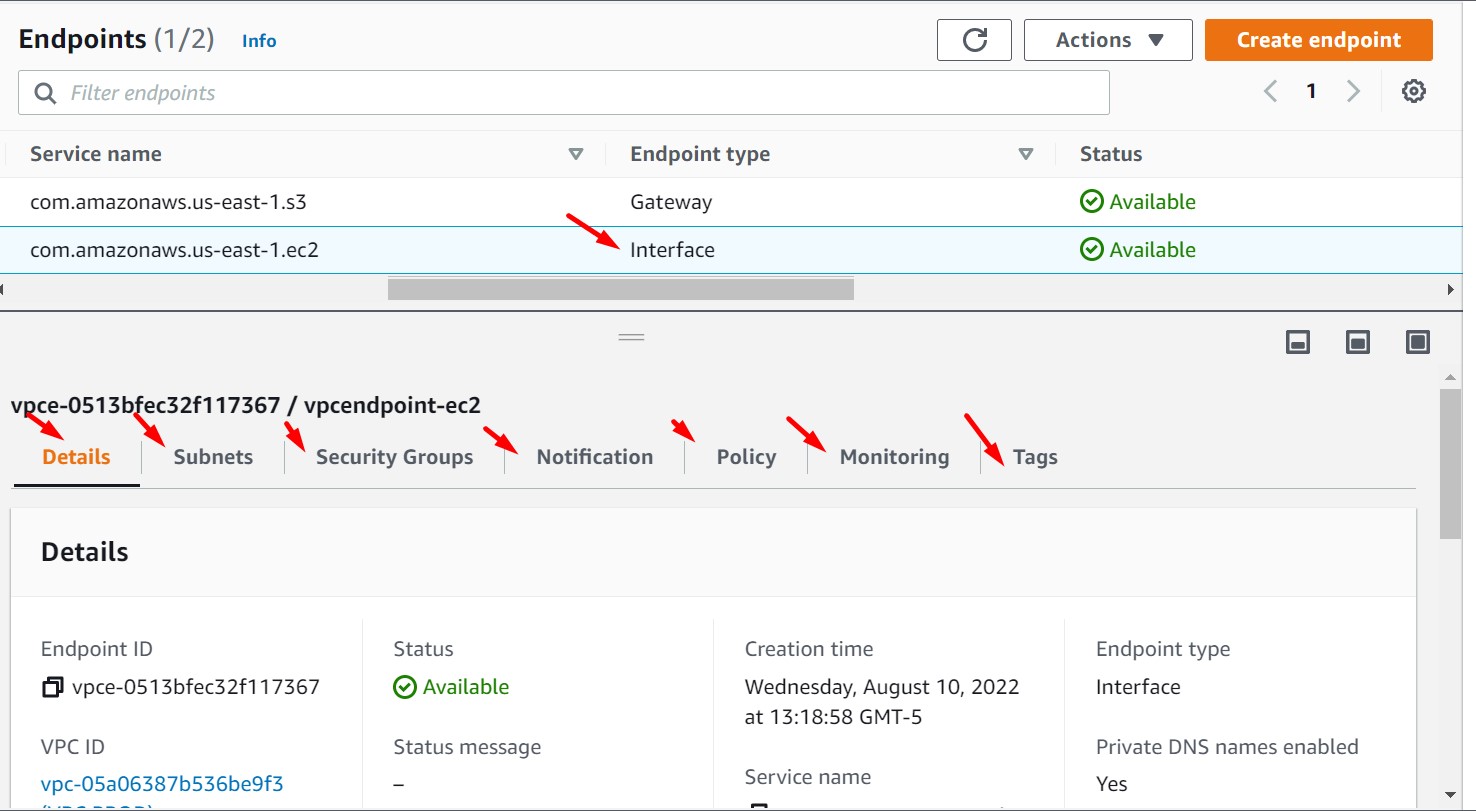 Endpoints (1/2) Info
Actions
Create endpoint
Filter endpoints
1
Service name Endpoint type Status
com.amazonaws.us-east-1.s3 Gateway Available
com.amazonaws.us-east-1.ec2 Interface Available
vpce-0513bfec32f117367 / vpcendpoint-ec2
Details Subnets Security Groups Notification Policy Monitoring Tags
Details
Endpoint ID
vpce-0513bfec32f117367
VPC ID
vpc-05a06387b536be9f3
Status
Available
Status message
–
Creation time
Wednesday, August 10, 2022
at 13:18:58 GMT-5
Service name
Endpoint type
Interface
Private DNS names enabled
Yes